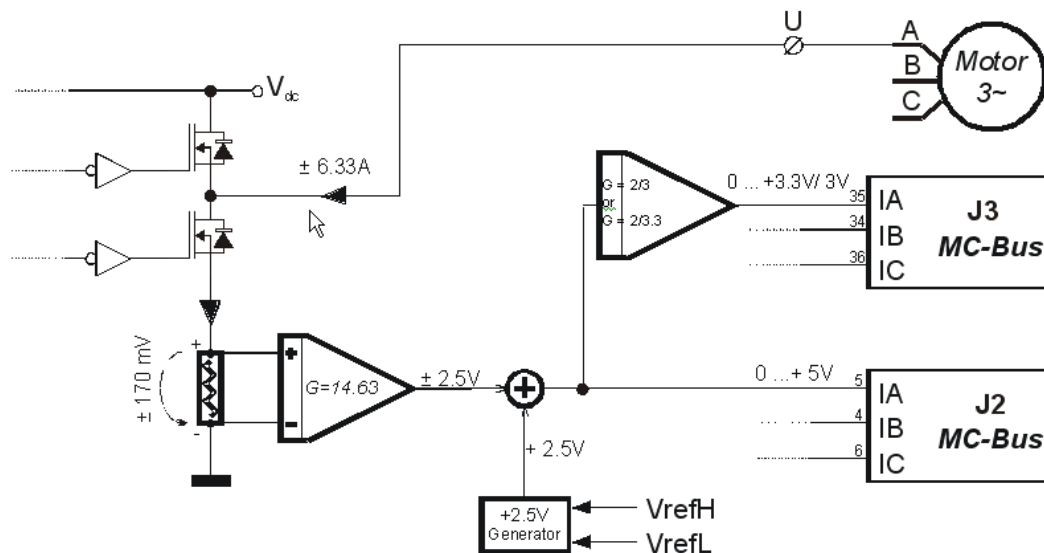 U
A
B
C
Motor
3~
Vdc
± 6.33A
G = 2/3
or
G = 2/3.3
0 ... +3.3V/ 3V
35
34
36
IA
IB
IC
J3
MC-Bus
± 170 mV
+
-
+
-
G=14.63
± 2.5V
+
0 ...+ 5V
5
4
6
IA
IB
IC
J2
MC-Bus
+ 2.5V
+2.5V
Generator
VrefH
VrefL